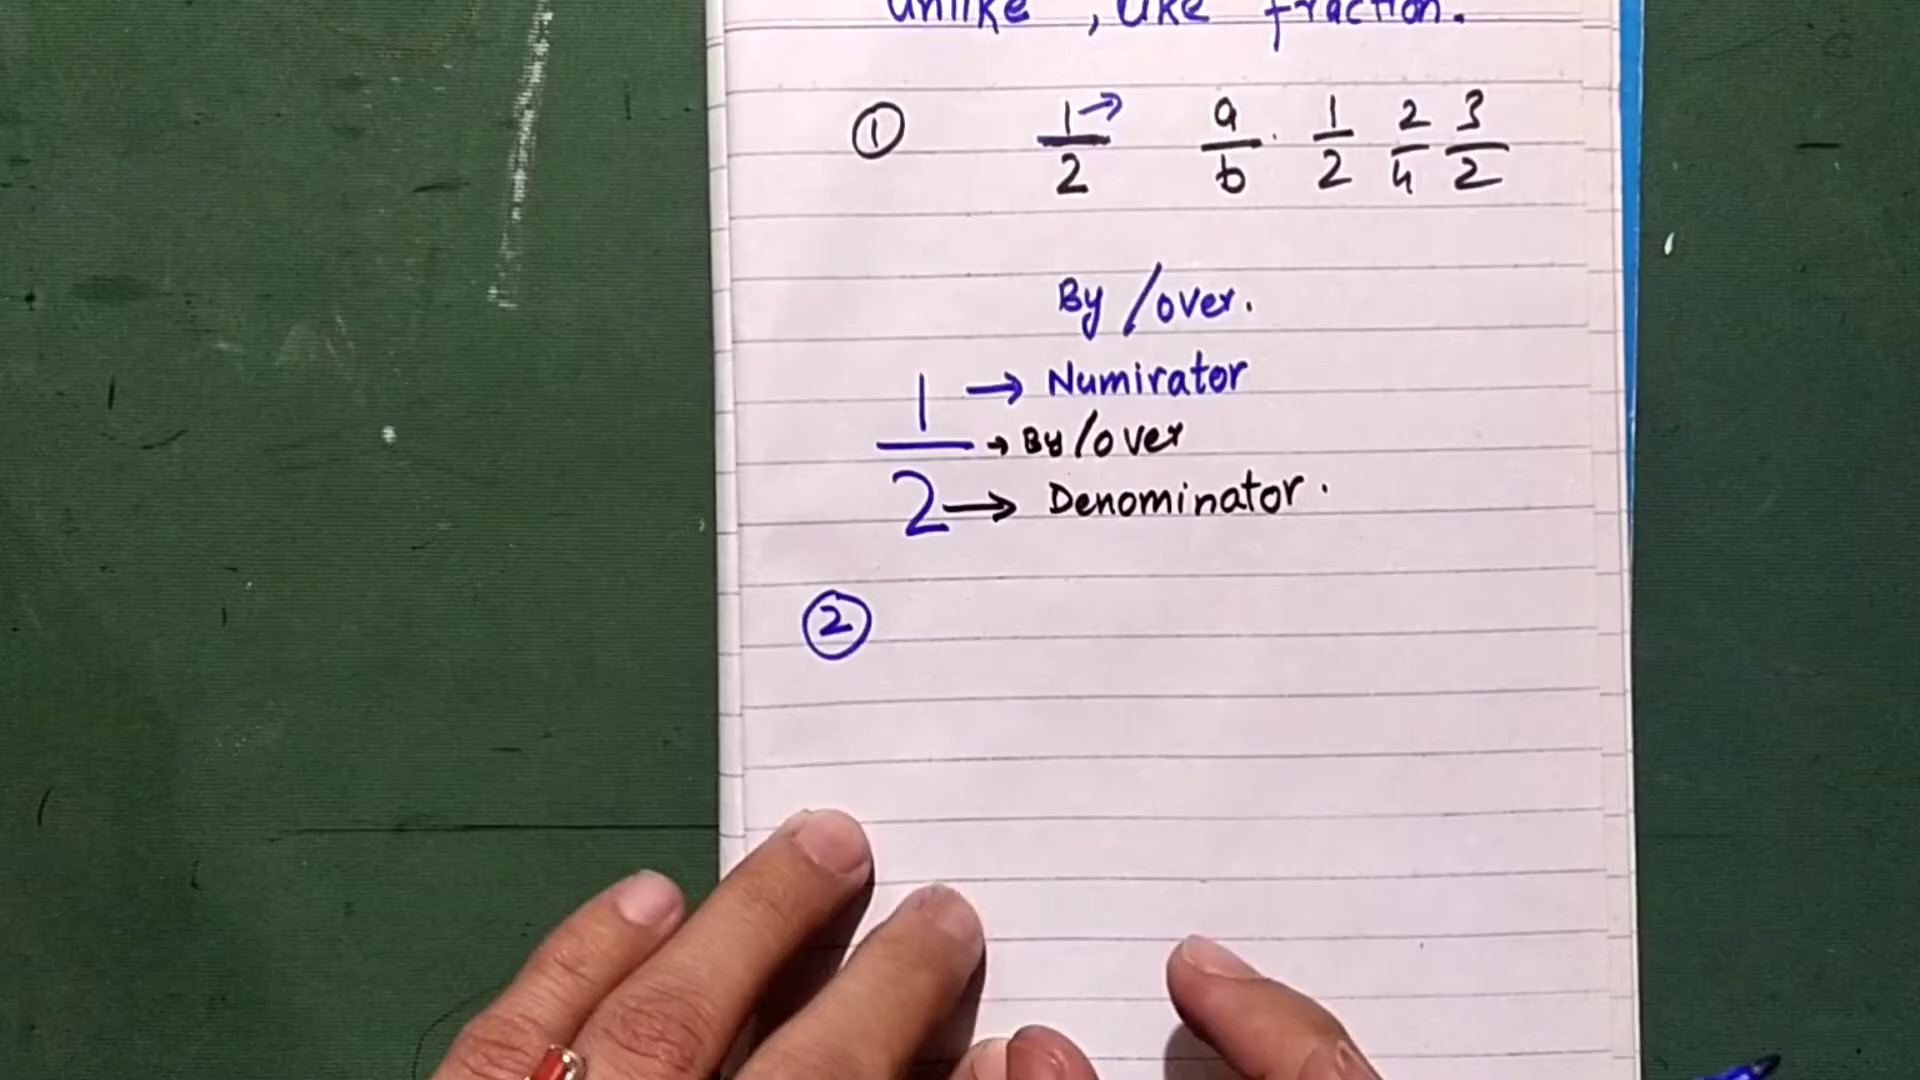 unlike , like fraction.
① 1/2 → a/b . 1/2 2/4 3/2
By /over.
1 → Numirator
→ By/over
2 → Denominator.
②